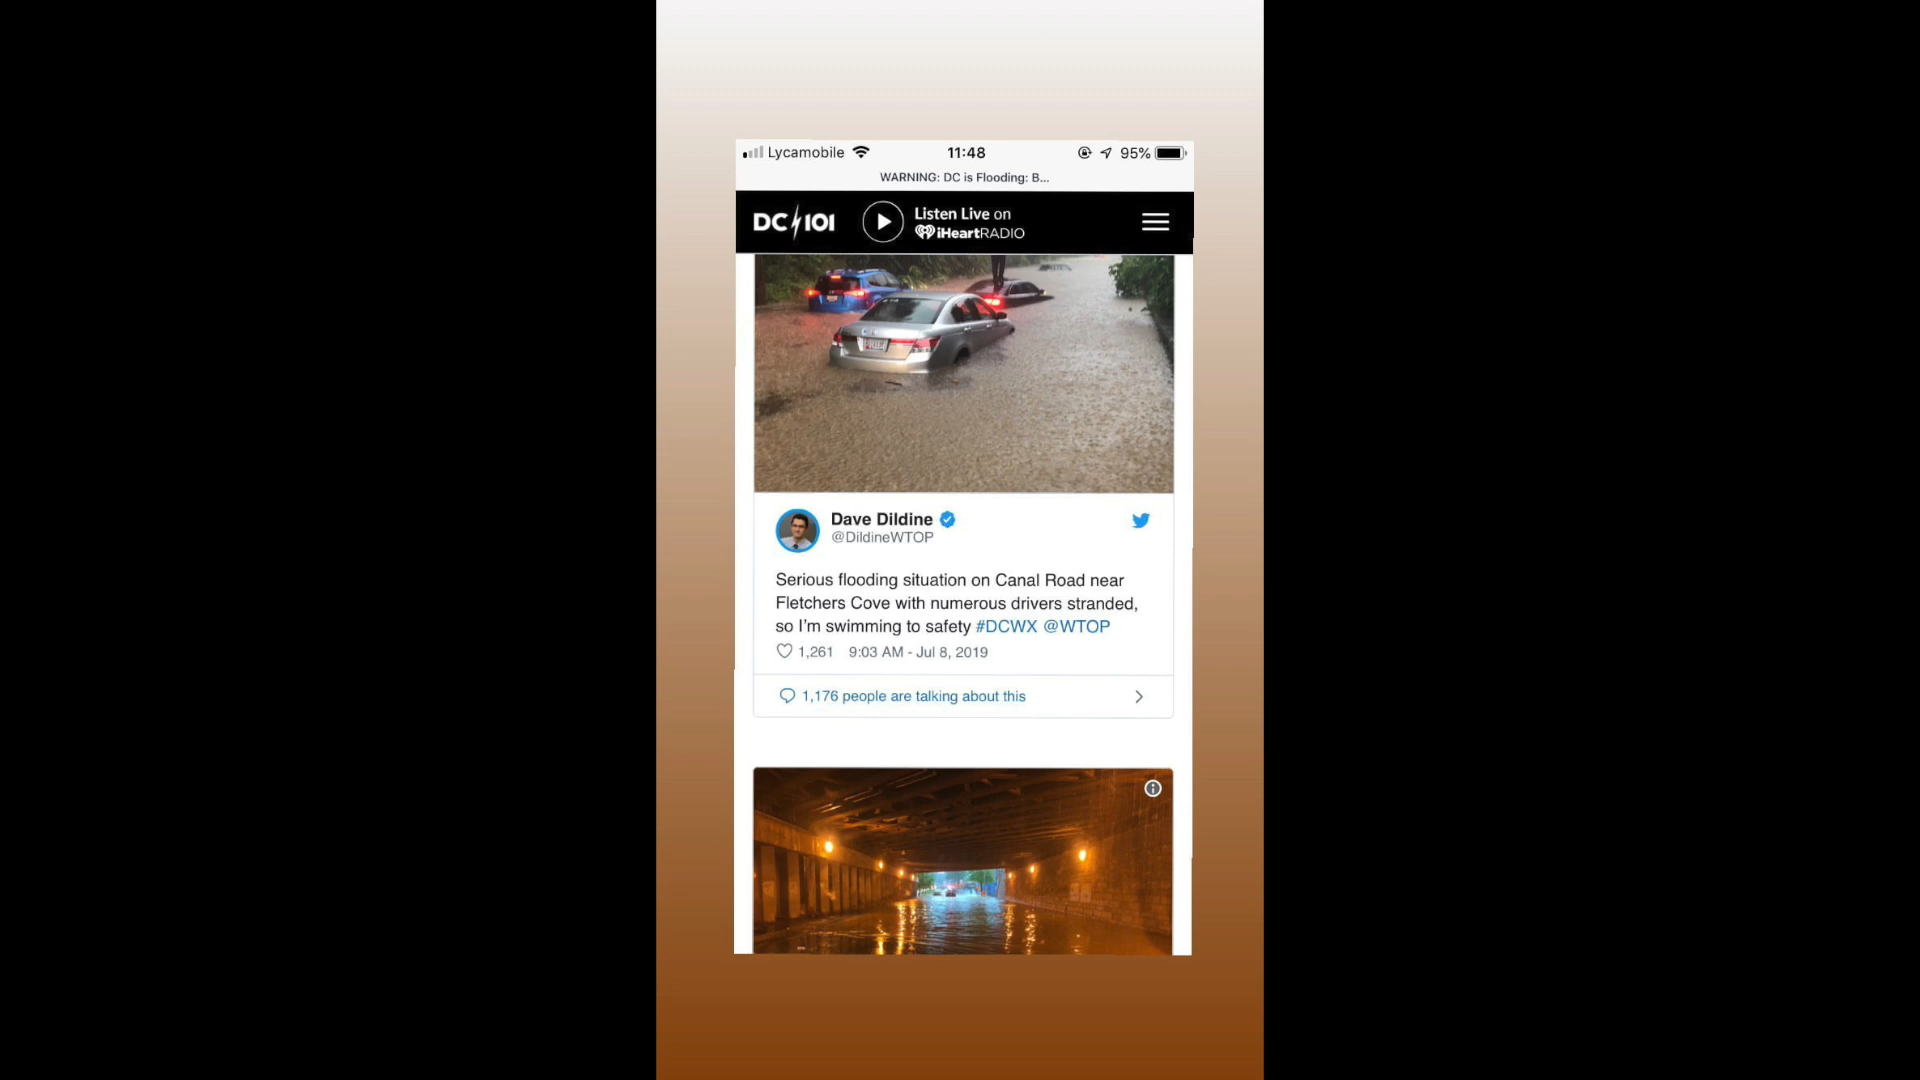 Lycamobile 11:48 95%
WARNING: DC is Flooding: B...
DC 101 Listen Live on
iHeartRADIO
Dave Dildine
@DildineWTOP
Serious flooding situation on Canal Road near
Fletchers Cove with numerous drivers stranded,
so I'm swimming to safety #DCWX @WTOP
1,261 9:03 AM - Jul 8, 2019
1,176 people are talking about this